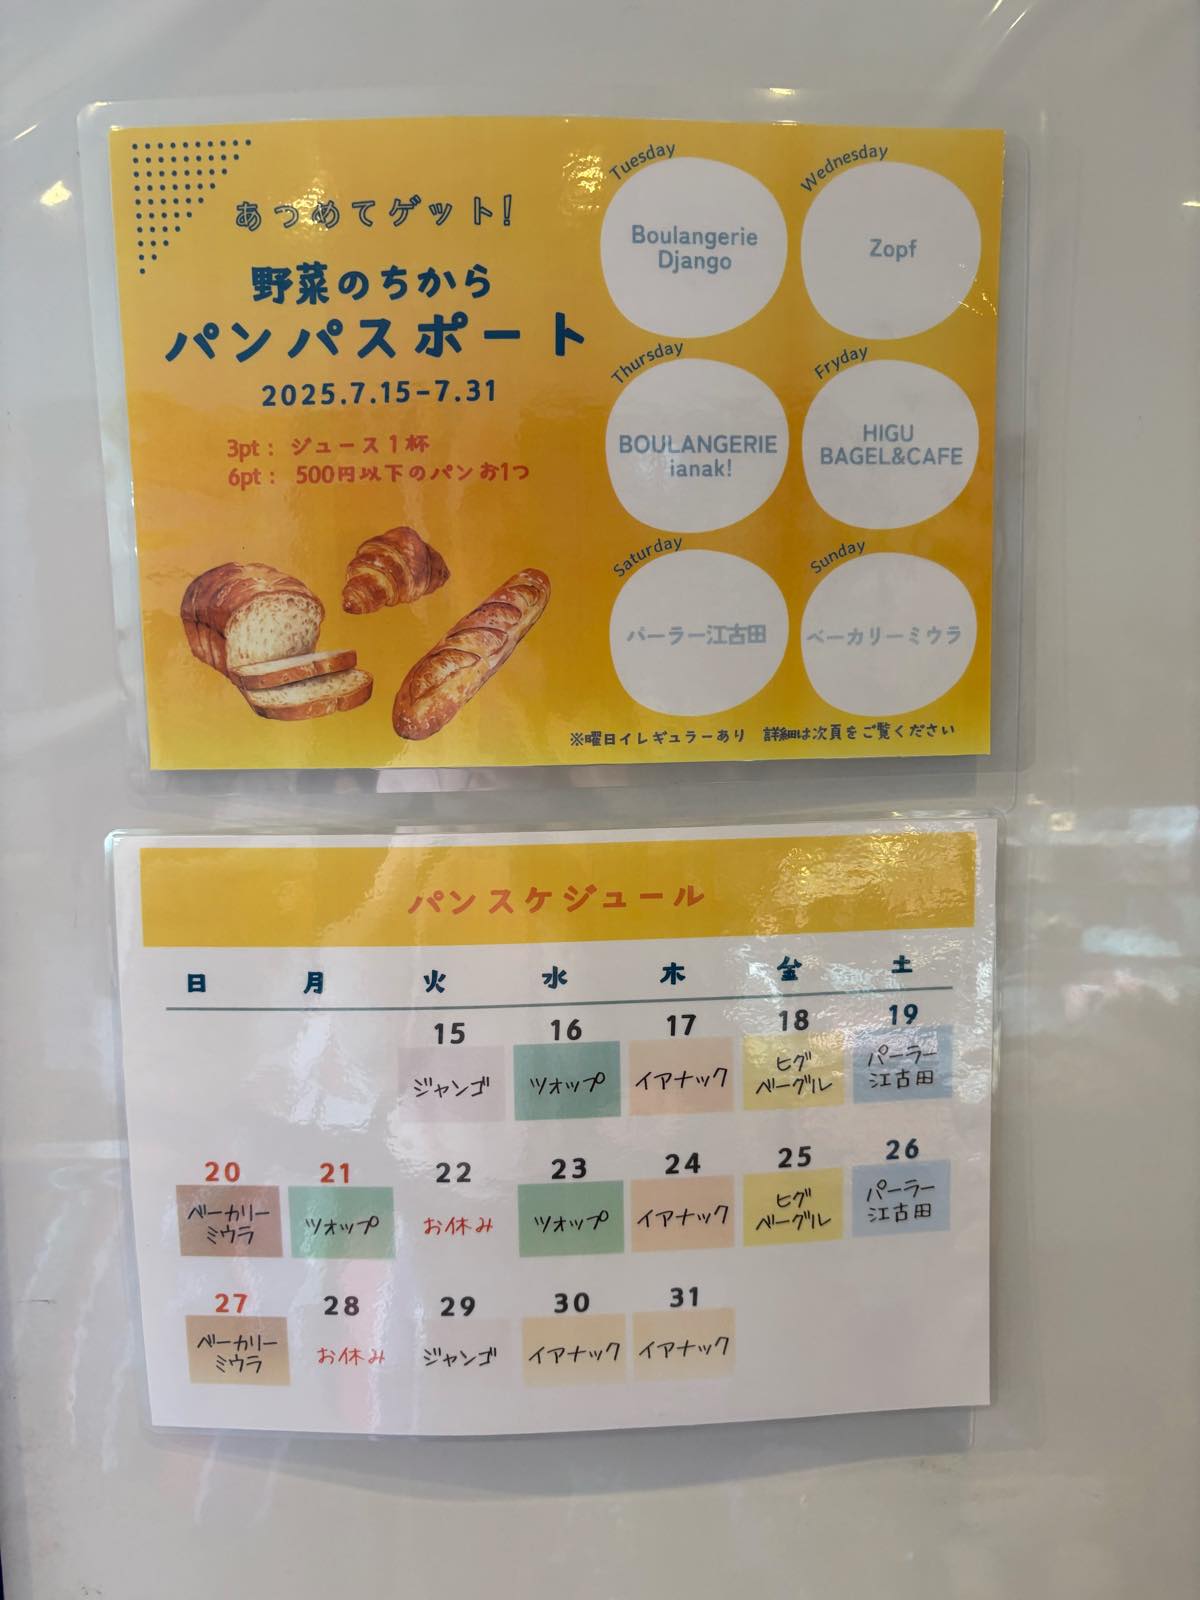 あつめてゲット!
野菜のちから
パンパスポート
2025.7.15-7.31
3pt： ジュース1杯
6pt： 500円以下のパンお1つ
Tuesday
Boulangerie
Django
Wednesday
Zopf
Thursday
BOULANGERIE
ianak!
Fryday
HIGU
BAGEL&CAFE
Saturday
パーラー江古田
Sunday
ベーカリーミウラ
※曜日イレギュラーあり 詳細は次頁をご覧ください
パンスケジュール
日 月 火 水 木 金 土
15 16 17 18 19
ジャンゴ ツォップ イアナック ヒグ パーラー
ベーグル 江古田
20 21 22 23 24 25 26
ベーカリー ツォップ お休み ツォップ イアナック ヒグ パーラー
ミウラ ベーグル 江古田
27 28 29 30 31
ベーカリー お休み ジャンゴ イアナック イアナック
ミウラ